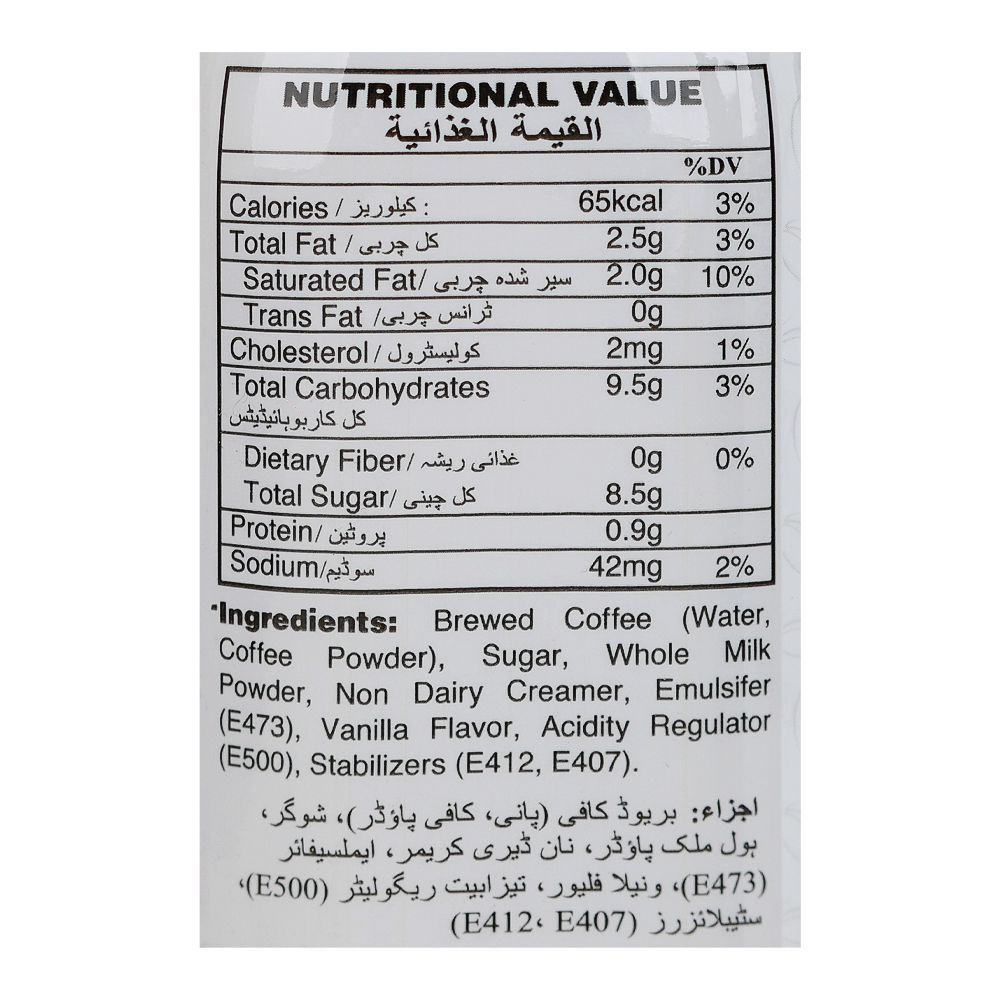 NUTRITIONAL VALUE
القيمة الغذائية
%DV
Calories / کیلوریز : 65kcal 3%
Total Fat / کل چربی 2.5g 3%
Saturated Fat/ سیر شدہ چربی 2.0g 10%
Trans Fat /ٹرانس چربی 0g
Cholesterol / کولیسٹرول 2mg 1%
Total Carbohydrates 9.5g 3%
کل کاربوہائیڈیٹس
Dietary Fiber/ غذائی ریشہ 0g 0%
Total Sugar/ کل چینی 8.5g
Protein/ پروٹین 0.9g
Sodium/سوڈیم 42mg 2%
*Ingredients: Brewed Coffee (Water,
Coffee Powder), Sugar, Whole Milk
Powder, Non Dairy Creamer, Emulsifer
(E473), Vanilla Flavor, Acidity Regulator
(E500), Stabilizers (E412, E407).
اجزاء: بریوڈ کافی (پانی، کافی پاؤڈر)، شوگر،
ہول ملک پاؤڈر، نان ڈیری کریمر، ایملسیفائر
(E473)، ونیلا فلیور، تیزابیت ریگولیٹر (E500)،
سٹیبلائزرز (E412، E407)